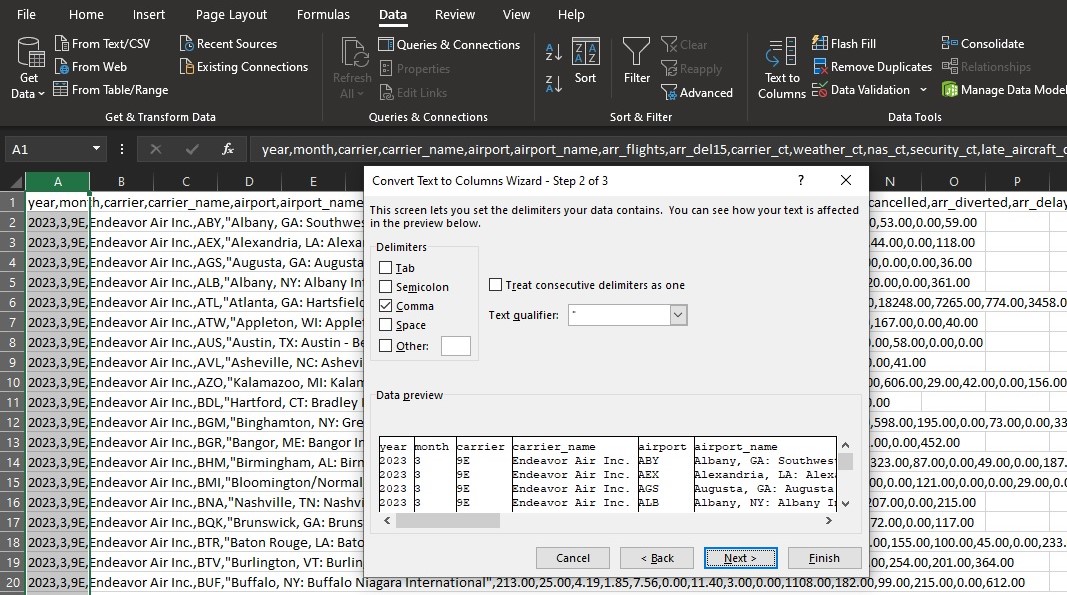 File Home Insert Page Layout Formulas Data Review View Help
Get Data
From Text/CSV
From Web
From Table/Range
Recent Sources
Existing Connections
Get & Transform Data
Refresh All
Queries & Connections
Properties
Edit Links
Queries & Connections
Sort
Filter
Clear
Reapply
Advanced
Sort & Filter
Text to Columns
Flash Fill
Remove Duplicates
Data Validation
Consolidate
Relationships
Manage Data Model
Data Tools
A1 fx year,month,carrier,carrier_name,airport,airport_name,arr_flights,arr_del15,carrier_ct,weather_ct,nas_ct,security_ct,late_aircraft_c
A B C D E N O P
1 year,month,carrier,carrier_name,airport,airport_name cancelled,arr_diverted,arr_delay
2 2023,3,9E,Endeavor Air Inc.,ABY,"Albany, GA: Southwes ,53.00,0.00,59.00
3 2023,3,9E,Endeavor Air Inc.,AEX,"Alexandria, LA: Alexa 44.00,0.00,118.00
4 2023,3,9E,Endeavor Air Inc.,AGS,"Augusta, GA: Augusta 0,0.00,0.00,36.00
5 2023,3,9E,Endeavor Air Inc.,ALB,"Albany, NY: Albany Int 20.00,0.00,361.00
6 2023,3,9E,Endeavor Air Inc.,ATL,"Atlanta, GA: Hartsfield ,18248.00,7265.00,774.00,3458.0
7 2023,3,9E,Endeavor Air Inc.,ATW,"Appleton, WI: Apple ,167.00,0.00,40.00
8 2023,3,9E,Endeavor Air Inc.,AUS,"Austin, TX: Austin - Be ,58.00,0.00,0.00
9 2023,3,9E,Endeavor Air Inc.,AVL,"Asheville, NC: Ashevi .00,41.00
10 2023,3,9E,Endeavor Air Inc.,AZO,"Kalamazoo, MI: Kalam 0,606.00,29.00,42.00,0.00,156.00
11 2023,3,9E,Endeavor Air Inc.,BDL,"Hartford, CT: Bradley 0.00
12 2023,3,9E,Endeavor Air Inc.,BGM,"Binghamton, NY: Gre ,598.00,195.00,0.00,73.00,0.00,33
13 2023,3,9E,Endeavor Air Inc.,BGR,"Bangor, ME: Bangor In .00,0.00,452.00
14 2023,3,9E,Endeavor Air Inc.,BHM,"Birmingham, AL: Birm 323.00,87.00,0.00,49.00,0.00,187.
15 2023,3,9E,Endeavor Air Inc.,BMI,"Bloomington/Normal 00,0.00,121.00,0.00,0.00,29.00,0.0
16 2023,3,9E,Endeavor Air Inc.,BNA,"Nashville, TN: Nashvi 207.00,0.00,215.00
17 2023,3,9E,Endeavor Air Inc.,BQK,"Brunswick, GA: Bruns 72.00,0.00,117.00
18 2023,3,9E,Endeavor Air Inc.,BTR,"Baton Rouge, LA: Bato ,155.00,100.00,45.00,0.00,233.
19 2023,3,9E,Endeavor Air Inc.,BTV,"Burlington, VT: Burlin ,254.00,201.00,364.00
20 2023,3,9E,Endeavor Air Inc.,BUF,"Buffalo, NY: Buffalo Niagara International",213.00,25.00,4.19,1.85,7.56,0.00,11.40,3.00,0.00,1108.00,182.00,99.00,215.00,0.00,612.00
Convert Text to Columns Wizard - Step 2 of 3 ?
This screen lets you set the delimiters your data contains. You can see how your text is affected
in the preview below.
Delimiters
Tab
Semicolon
Comma
Space
Other:
Treat consecutive delimiters as one
Text qualifier: "
Data preview
year month carrier carrier_name airport airport_name
2023 3 9E Endeavor Air Inc. ABY Albany, GA: Southwest
2023 3 9E Endeavor Air Inc. AEX Alexandria, LA: Alexa
2023 3 9E Endeavor Air Inc. AGS Augusta, GA: Augusta
2023 3 9E Endeavor Air Inc. ALB Albany, NY: Albany In
Cancel < Back Next > Finish